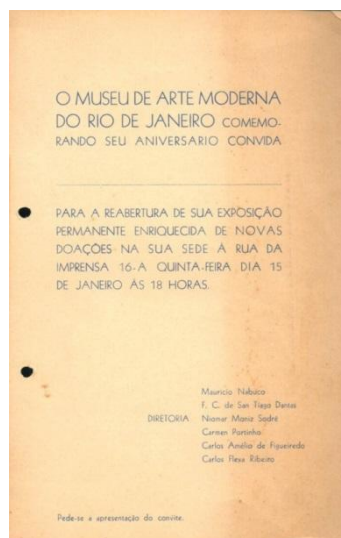 O MUSEU DE ARTE MODERNA
DO RIO DE JANEIRO COMEMO-
RANDO SEU ANIVERSARIO CONVIDA
PARA A REABERTURA DE SUA EXPOSIÇÃO
PERMANENTE ENRIQUECIDA DE NOVAS
DOAÇÕES NA SUA SEDE À RUA DA
IMPRENSA 16-A QUINTA-FEIRA DIA 15
DE JANEIRO ÀS 18 HORAS.
Mauricio Nabuco
F. C. de San Tiago Dantas
DIRETORIA Niomar Moniz Sodré
Carmen Portinho
Carlos Amélio de Figueiredo
Carlos Flexa Ribeiro
Pede-se a apresentação do convite.